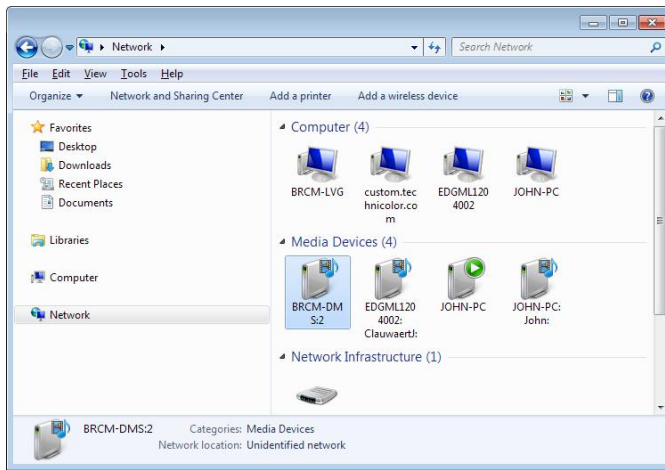 Network
Search Network
File Edit View Tools Help
Organize Network and Sharing Center Add a printer Add a wireless device
Favorites
Desktop
Downloads
Recent Places
Documents
Libraries
Computer
Network
Computer (4)
BRCM-LVG
custom.tec
hnicolor.co
m
EDGML120
4002
JOHN-PC
Media Devices (4)
BRCM-DM
S:2
EDGML120
4002:
ClauwaertJ:
JOHN-PC
JOHN-PC:
John:
Network Infrastructure (1)
BRCM-DMS:2 Categories: Media Devices
Network location: Unidentified network